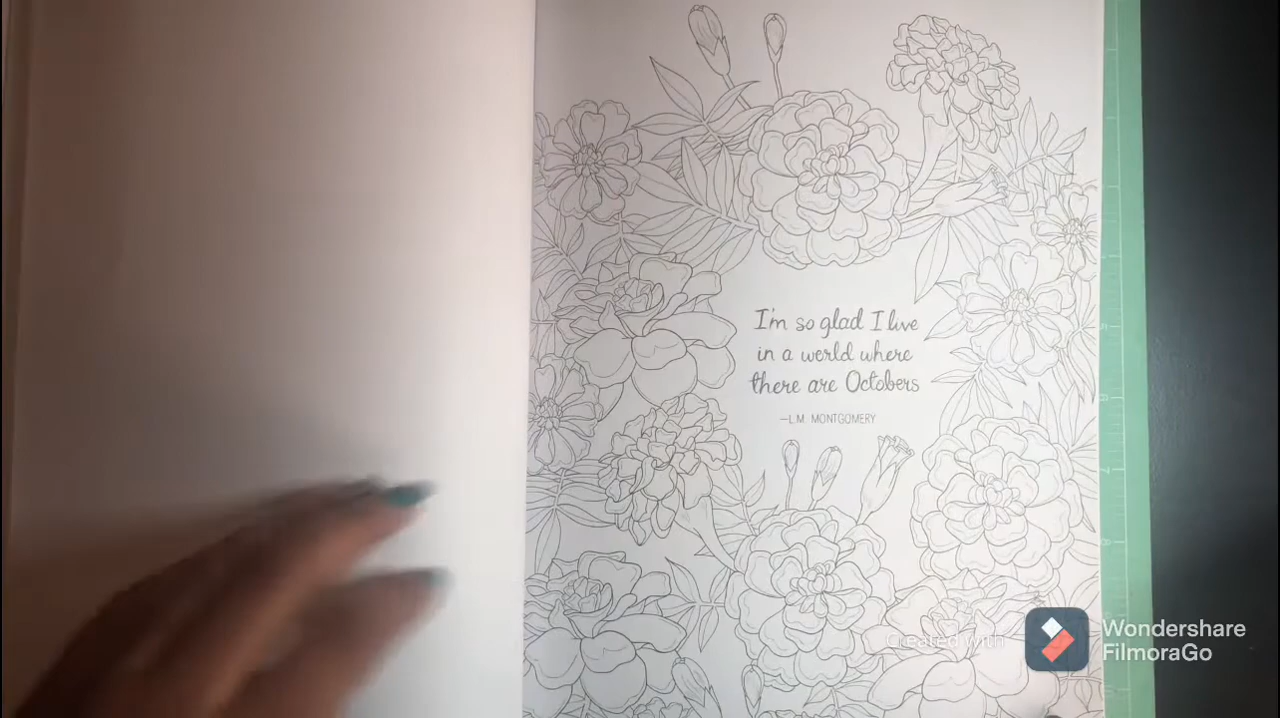 I'm so glad I live
in a world where
there are Octobers
—L.M. MONTGOMERY
Created with
Wondershare
FilmoraGo